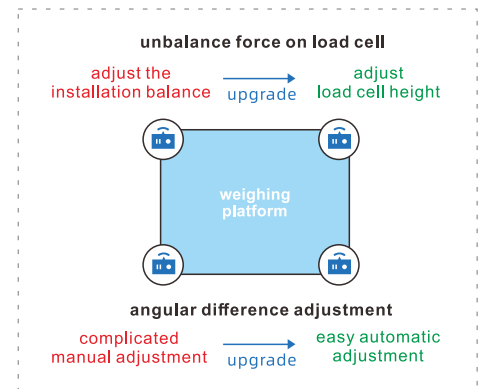 unbalance force on load cell
adjust the
installation balance
upgrade
adjust
load cell height
weighing
platform
angular difference adjustment
complicated
manual adjustment
upgrade
easy automatic
adjustment